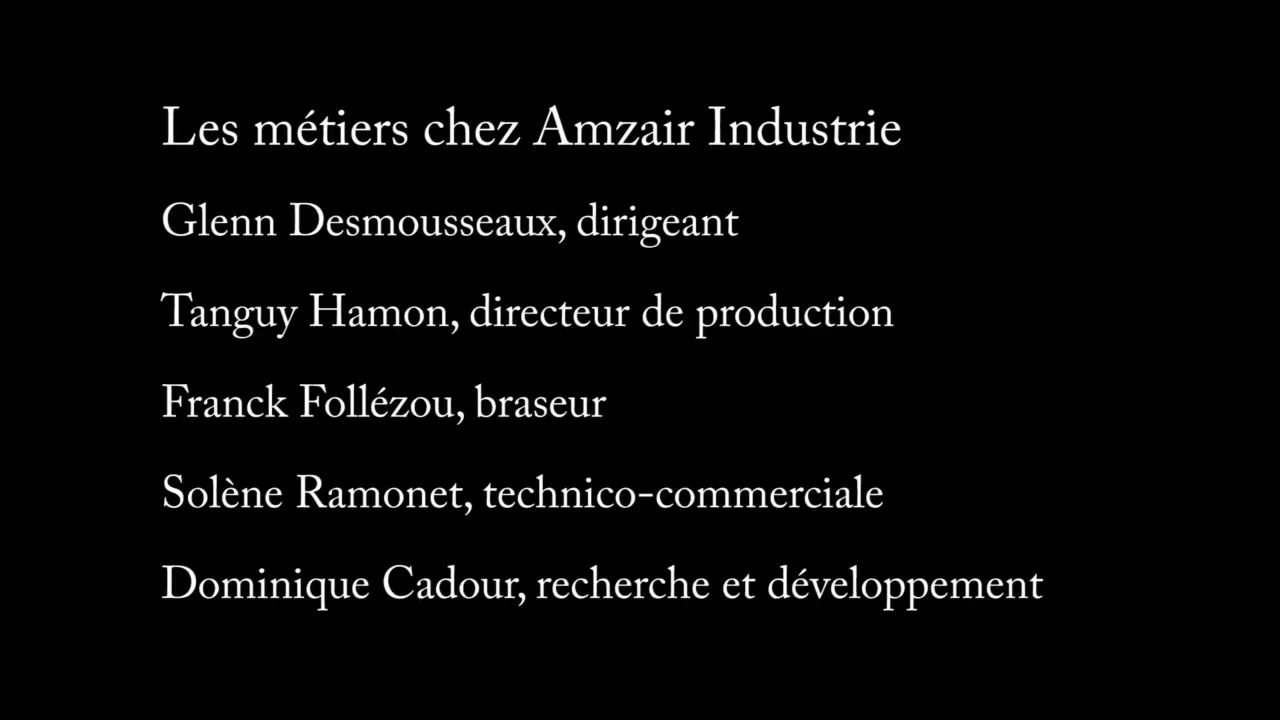 Les métiers chez Amzair Industrie
Glenn Desmousseaux, dirigeant
Tanguy Hamon, directeur de production
Franck Follézou, braseur
Solène Ramonet, technico-commerciale
Dominique Cadour, recherche et développement